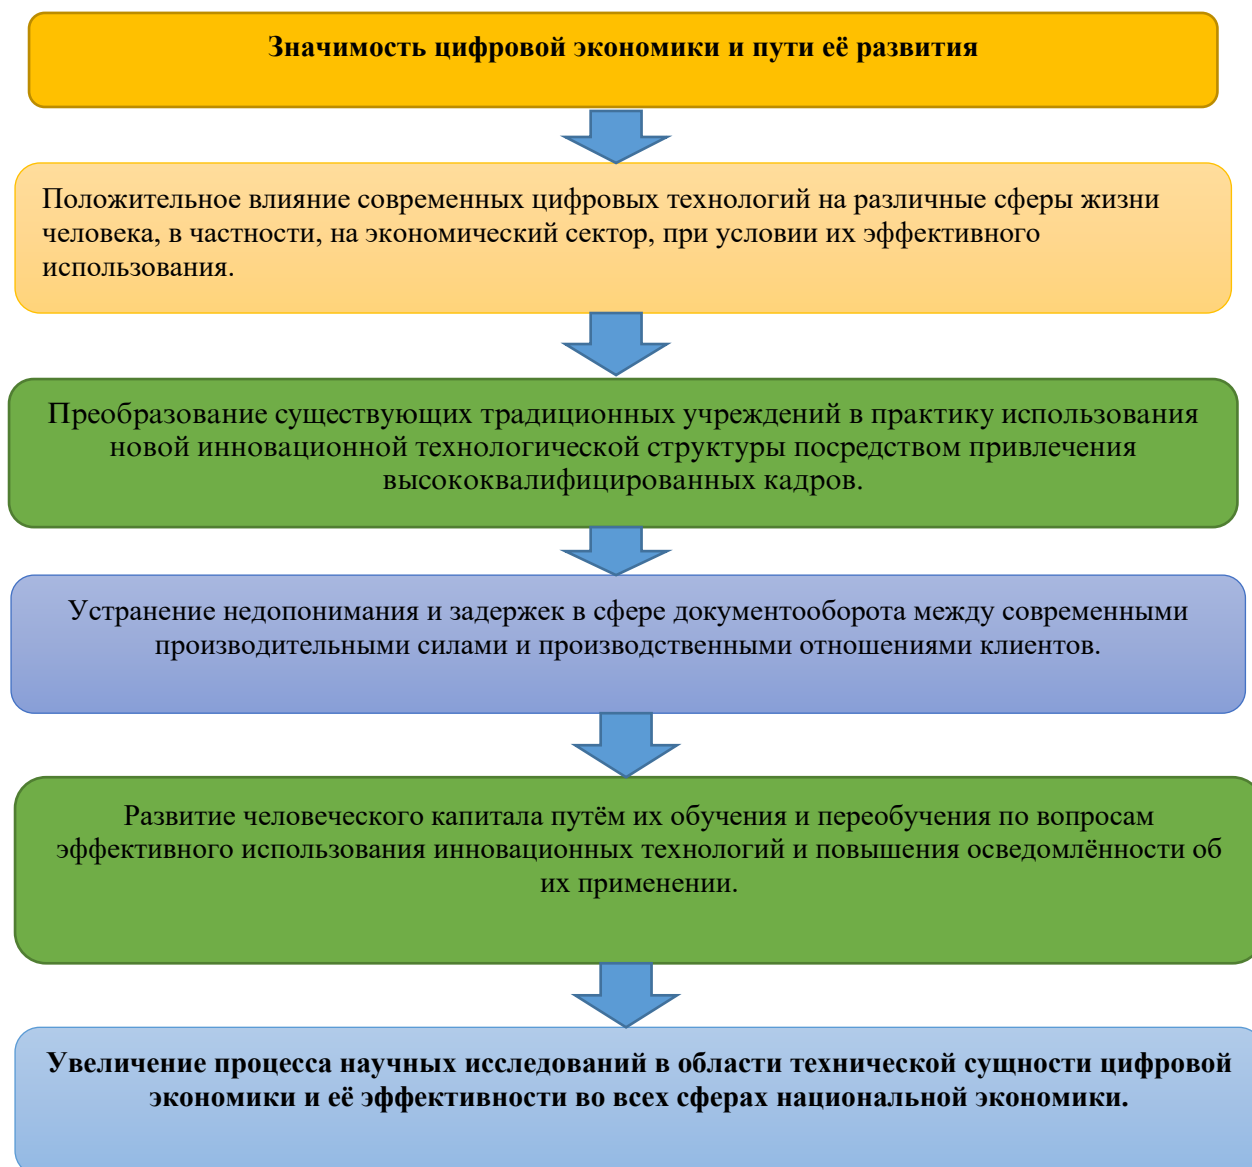 Значимость цифровой экономики и пути её развития
Положительное влияние современных цифровых технологий на различные сферы жизни
человека, в частности, на экономический сектор, при условии их эффективного
использования.
Преобразование существующих традиционных учреждений в практику использования
новой инновационной технологической структуры посредством привлечения
высококвалифицированных кадров.
Устранение недопонимания и задержек в сфере документооборота между современными
производительными силами и производственными отношениями клиентов.
Развитие человеческого капитала путём их обучения и переобучения по вопросам
эффективного использования инновационных технологий и повышения осведомлённости об
их применении.
Увеличение процесса научных исследований в области технической сущности цифровой
экономики и её эффективности во всех сферах национальной экономики.